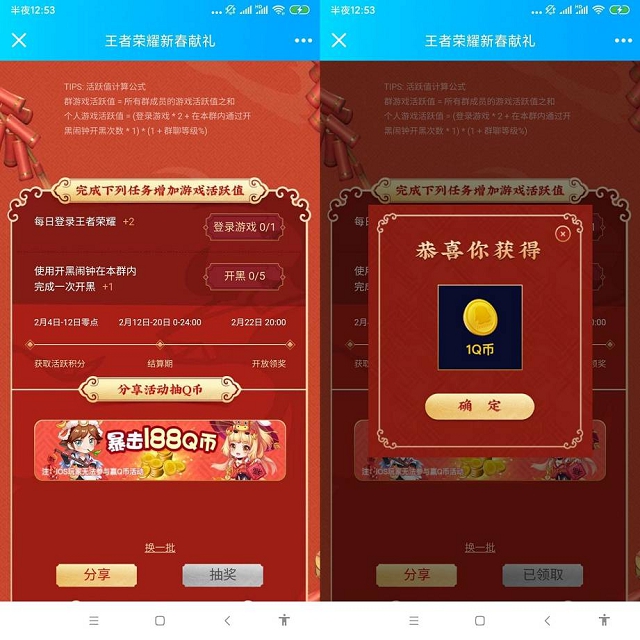 半夜12:53
王者荣耀新春献礼
TIPS: 活跃值计算公式
群游戏活跃值 = 所有群成员的游戏活跃值之和
个人游戏活跃值 = (登录游戏 * 2 + 在本群内通过开
黑闹钟开黑次数 * 1) * (1 + 群聊等级%)
完成下列任务增加游戏活跃值
每日登录王者荣耀 +2
登录游戏 0/1
使用开黑闹钟在本群内
完成一次开黑 +1
开黑 0/5
2月4日-12日零点
2月12日-20日 0-24:00
2月22日 20:00
获取活跃积分
结算期
开放领奖
分享活动抽Q币
暴击188Q币
注：IOS玩家无法参与赢Q币活动
换一批
分享
抽奖
半夜12:53
王者荣耀新春献礼
TIPS: 活跃值计算公式
群游戏活跃值 = 所有群成员的游戏活跃值之和
个人游戏活跃值 = (登录游戏 * 2 + 在本群内通过开
黑闹钟开黑次数 * 1) * (1 + 群聊等级%)
完成下列任务增加游戏活跃值
恭喜你获得
1Q币
确 定
注：IOS玩家无法参与赢Q币活动
换一批
分享
已领取